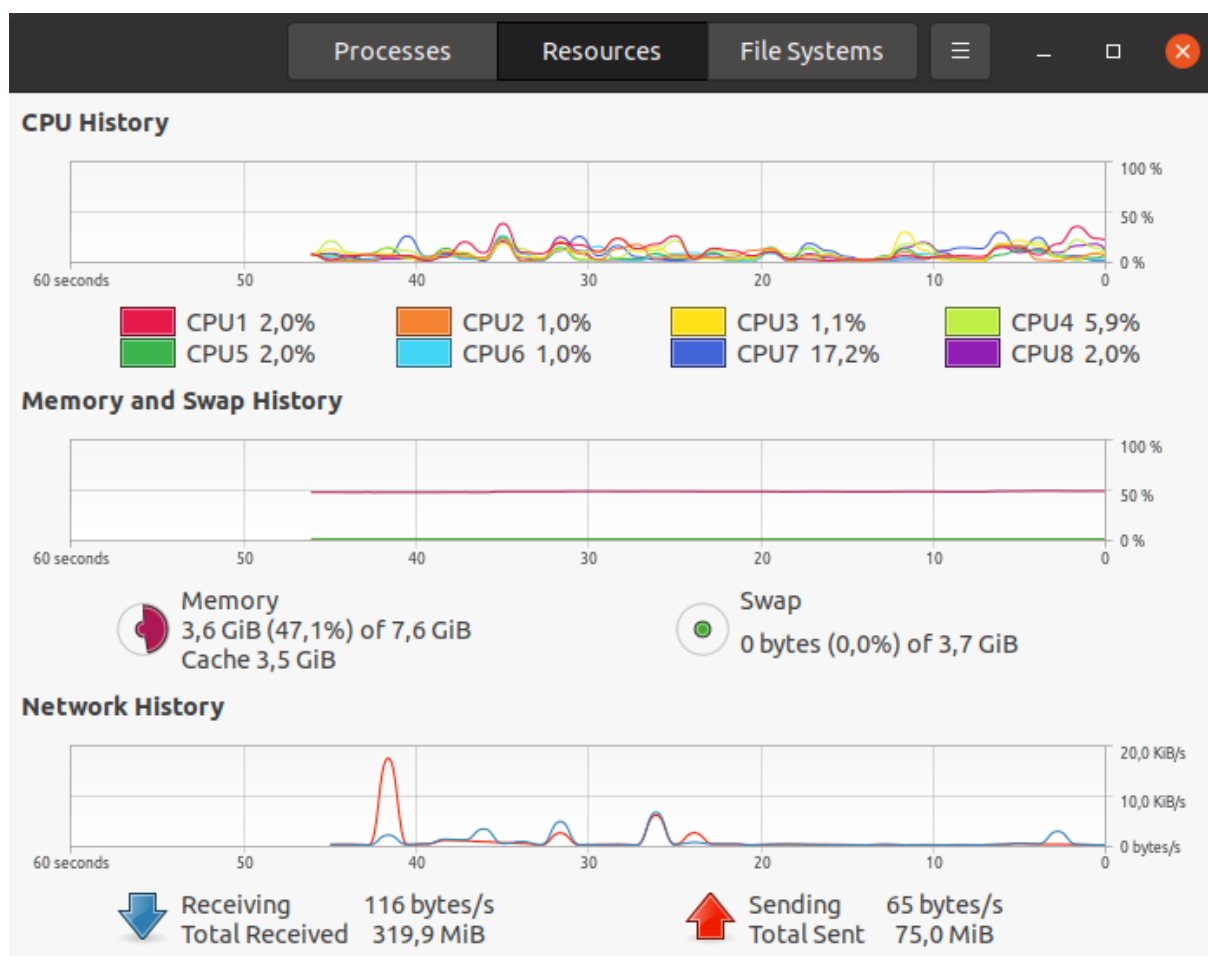 Processes Resources File Systems
CPU History
100 %
50 %
0 %
60 seconds 50 40 30 20 10 0
CPU1 2,0% CPU2 1,0% CPU3 1,1% CPU4 5,9%
CPU5 2,0% CPU6 1,0% CPU7 17,2% CPU8 2,0%
Memory and Swap History
100 %
50 %
0 %
60 seconds 50 40 30 20 10 0
Memory
3,6 GiB (47,1%) of 7,6 GiB
Cache 3,5 GiB
Swap
0 bytes (0,0%) of 3,7 GiB
Network History
20,0 KiB/s
10,0 KiB/s
0 bytes/s
60 seconds 50 40 30 20 10 0
Receiving 116 bytes/s
Total Received 319,9 MiB
Sending 65 bytes/s
Total Sent 75,0 MiB